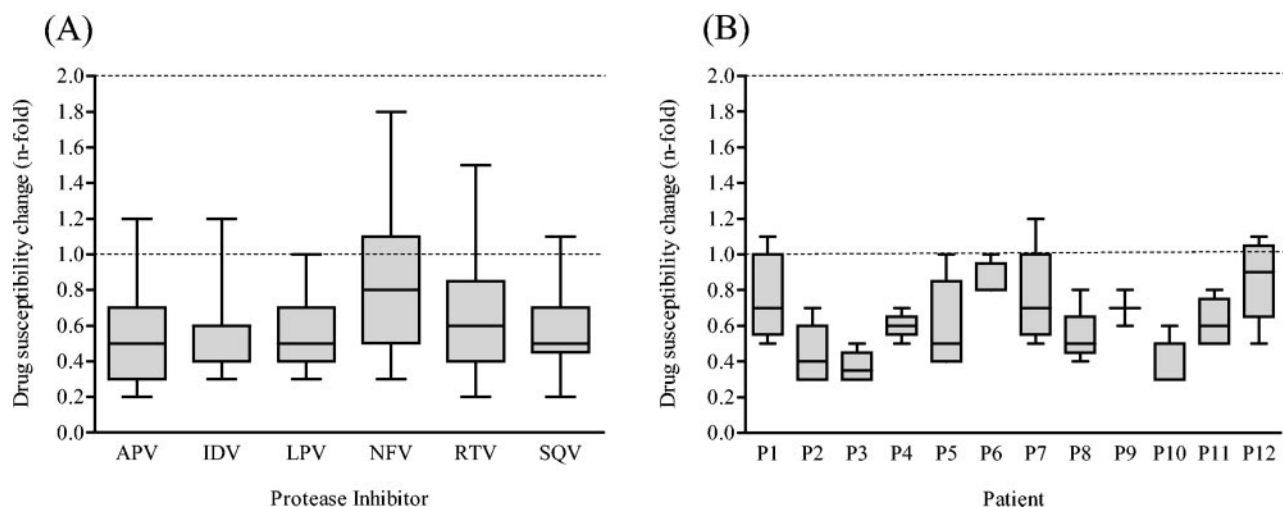 (A)
Drug susceptibility change (n-fold)
2.0
1.8
1.6
1.4
1.2
1.0
0.8
0.6
0.4
0.2
0.0
APV IDV LPV NFV RTV SQV
Protease Inhibitor
(B)
Drug susceptibility change (n-fold)
2.0
1.8
1.6
1.4
1.2
1.0
0.8
0.6
0.4
0.2
0.0
P1 P2 P3 P4 P5 P6 P7 P8 P9 P10 P11 P12
Patient